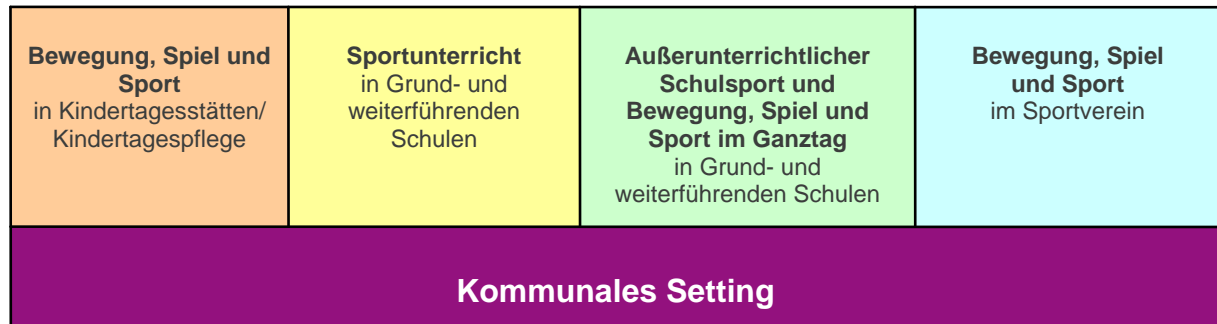 Bewegung, Spiel und
Sport
in Kindertagesstätten/
Kindertagespflege
Sportunterricht
in Grund- und
weiterführenden
Schulen
Außerunterrichtlicher
Schulsport und
Bewegung, Spiel und
Sport im Ganztag
in Grund- und
weiterführenden Schulen
Bewegung, Spiel
und Sport
im Sportverein
Kommunales Setting